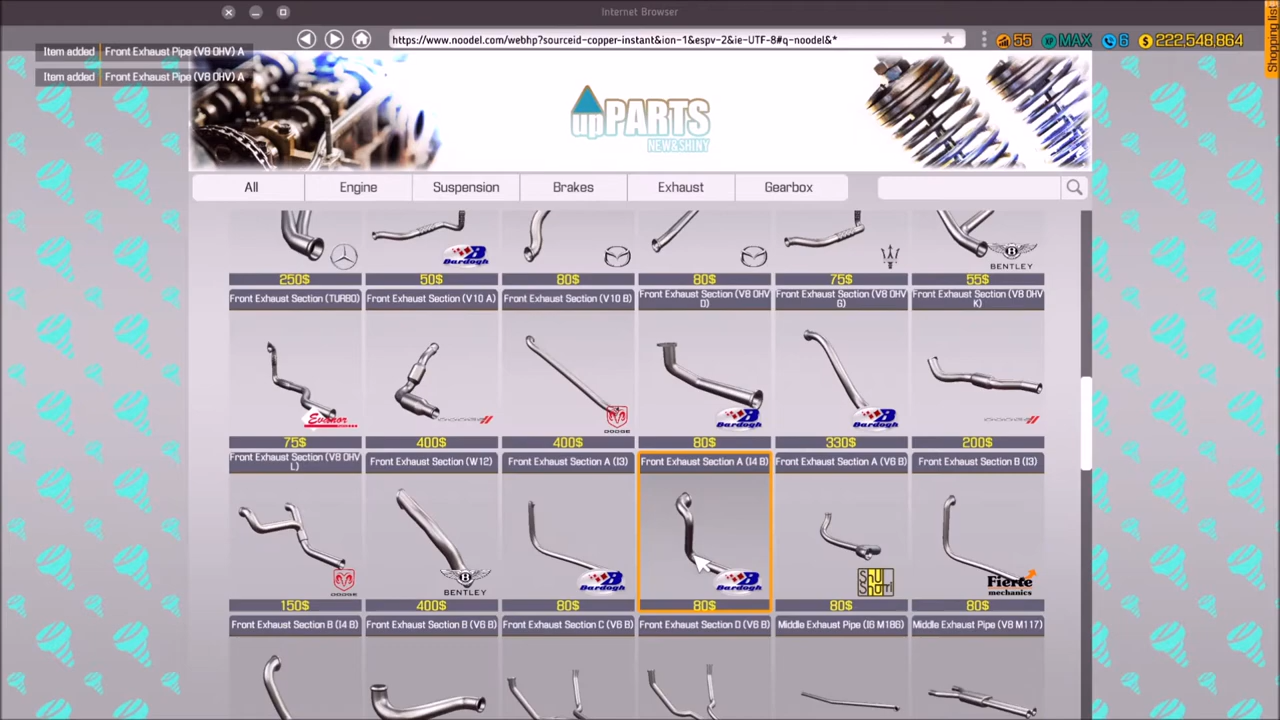 Internet Browser
https://www.noodel.com/webhp?sourceid-copper-instant&ion-1&espv-2&ie-UTF-8#q-noodel&*
55 XP MAX 6 $ 222,548,864
Shopping list
Item added Front Exhaust Pipe (V8 OHV) A
Item added Front Exhaust Pipe (V8 OHV) A
upPARTS
NEW&SHINY
All Engine Suspension Brakes Exhaust Gearbox
Bardogh BENTLEY
250$ 50$ 80$ 80$ 75$ 55$
Front Exhaust Section (TURBO) Front Exhaust Section (V10 A) Front Exhaust Section (V10 B) Front Exhaust Section (V8 OHV D) Front Exhaust Section (V8 OHV G) Front Exhaust Section (V8 OHV K)
Evanor DODGE DODGE Bardogh Bardogh DODGE
75$ 400$ 400$ 80$ 330$ 200$
Front Exhaust Section (V8 OHV L) Front Exhaust Section (W12) Front Exhaust Section A (I3) Front Exhaust Section A (I4 B) Front Exhaust Section A (V6 B) Front Exhaust Section B (I3)
DODGE BENTLEY Bardogh Bardogh Shu Shumi Fierte mechanics
150$ 400$ 80$ 80$ 80$ 80$
Front Exhaust Section B (I4 B) Front Exhaust Section B (V6 B) Front Exhaust Section C (V6 B) Front Exhaust Section D (V6 B) Middle Exhaust Pipe (I6 M186) Middle Exhaust Pipe (V8 M117)